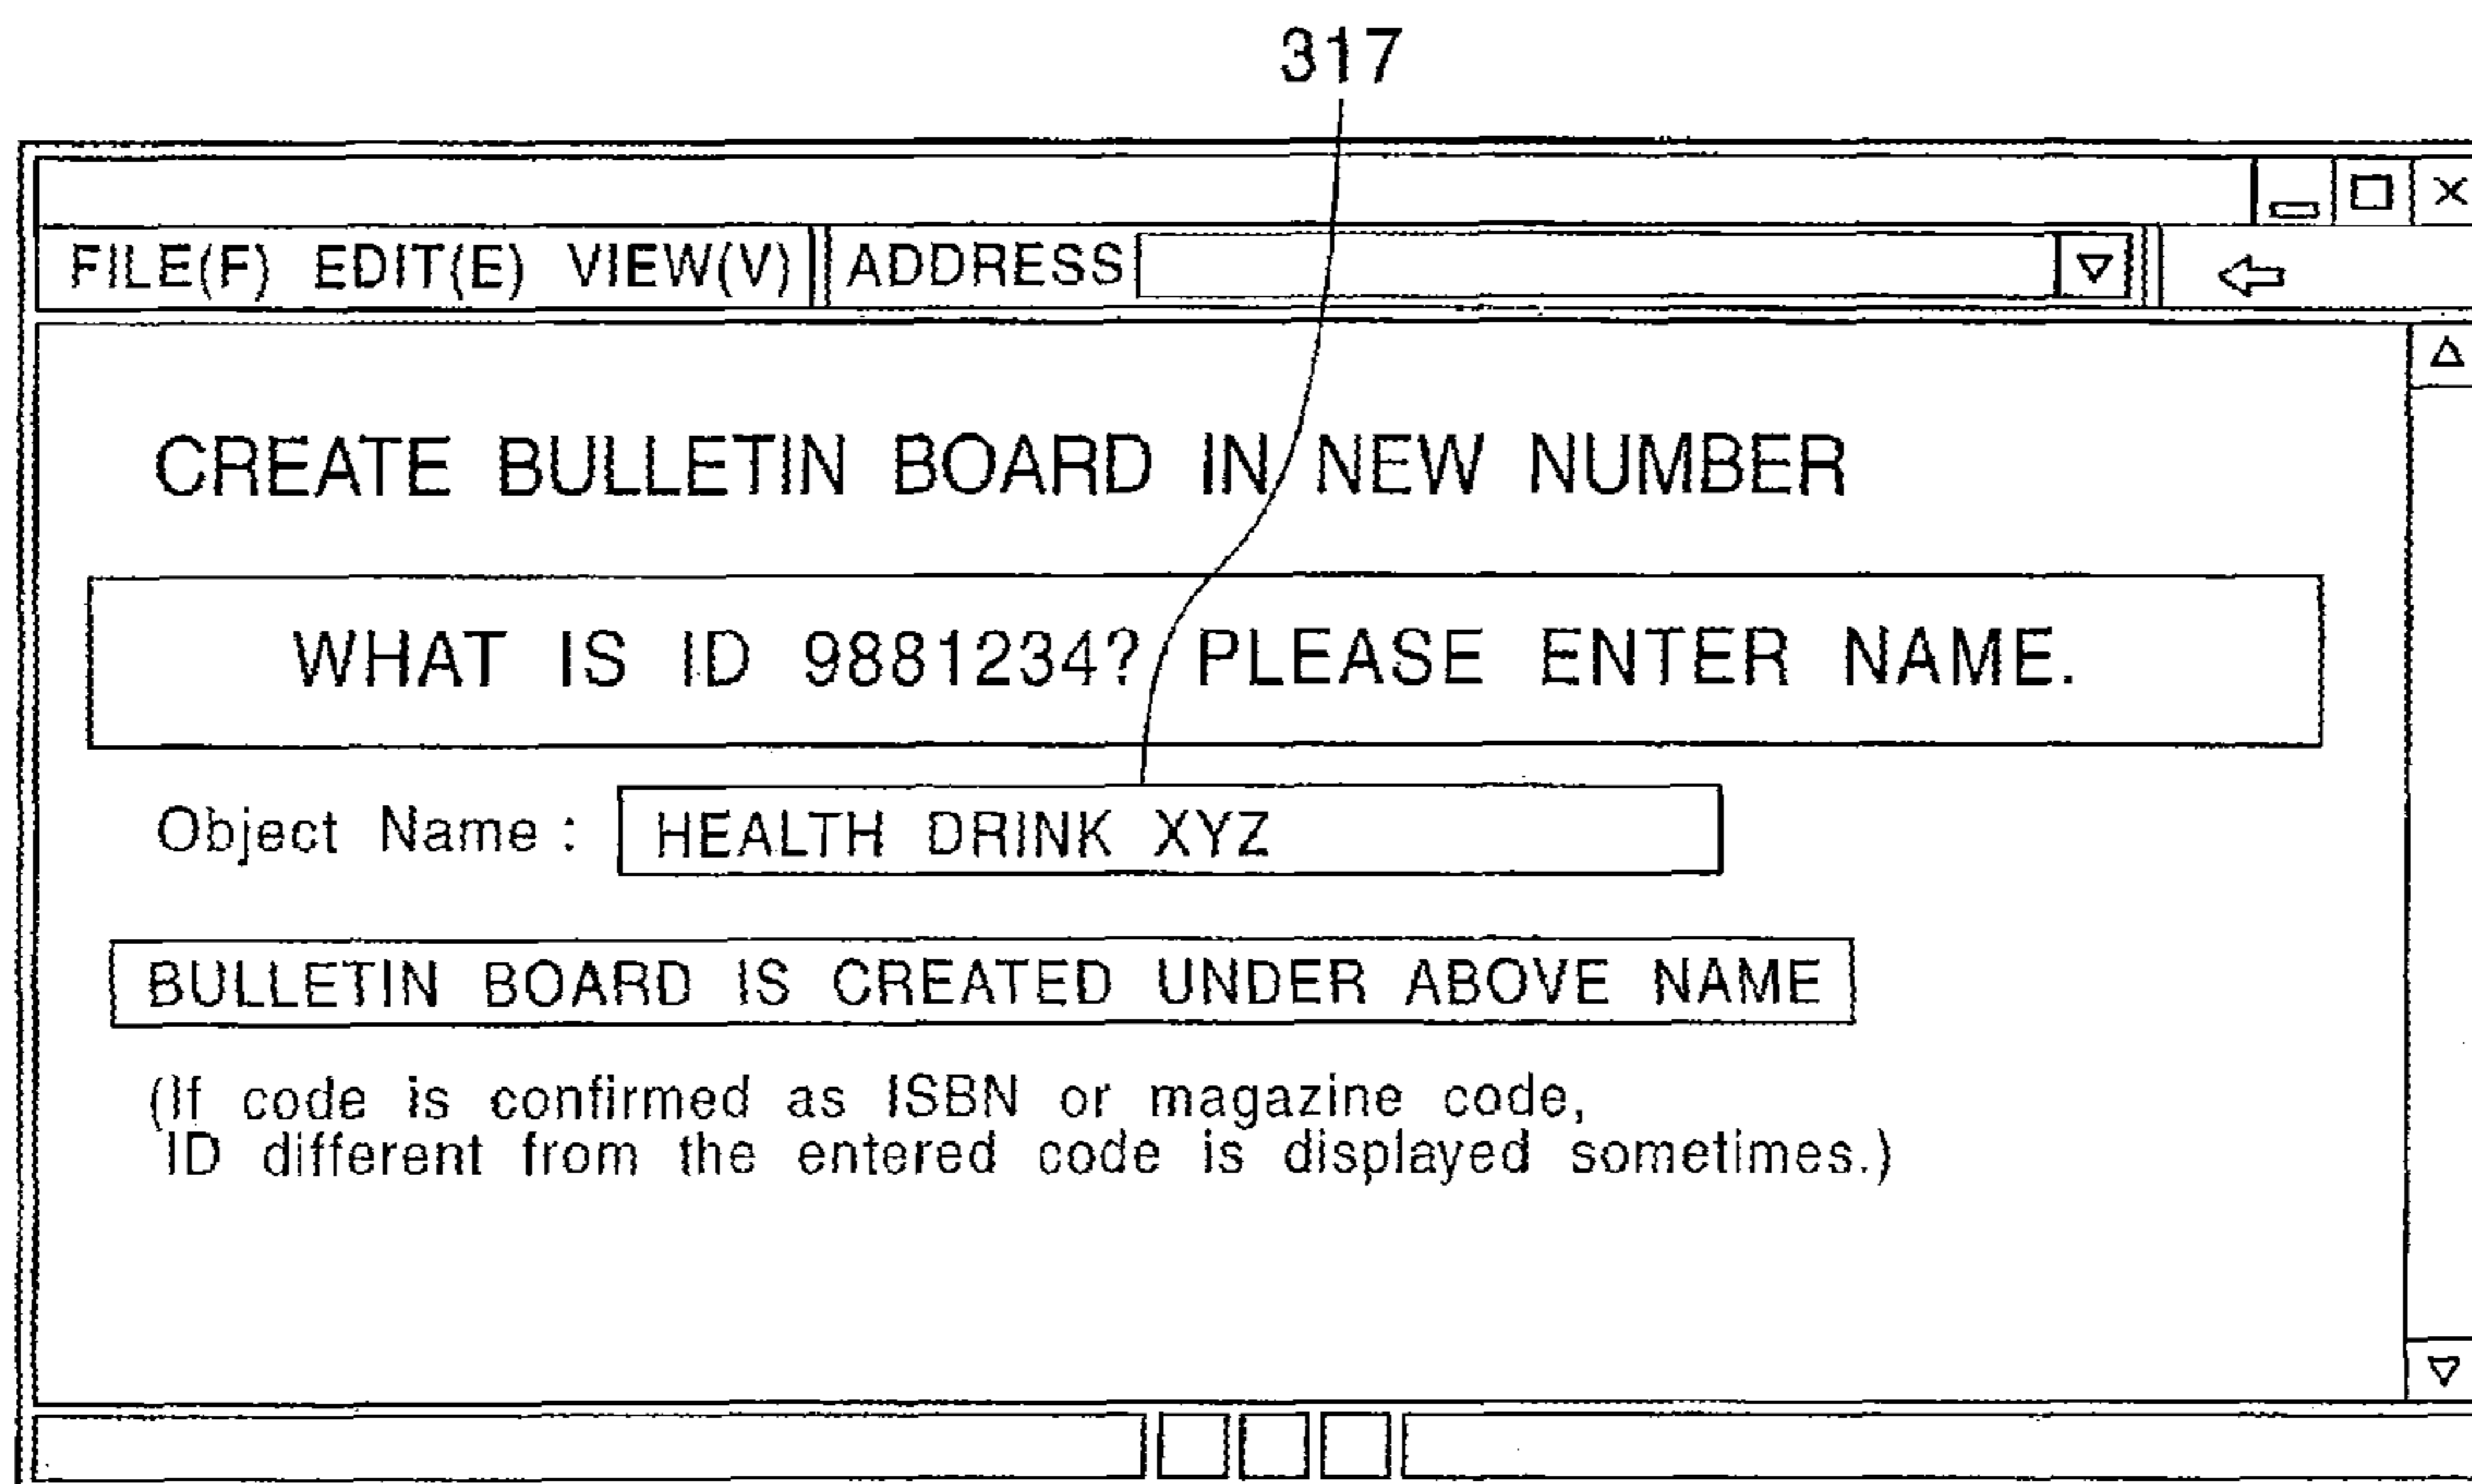 317
FILE(F) EDIT(E) VIEW(V) ADDRESS
CREATE BULLETIN BOARD IN NEW NUMBER
WHAT IS ID 9881234? PLEASE ENTER NAME.
Object Name : HEALTH DRINK XYZ
BULLETIN BOARD IS CREATED UNDER ABOVE NAME
(If code is confirmed as ISBN or magazine code,
ID different from the entered code is displayed sometimes.)